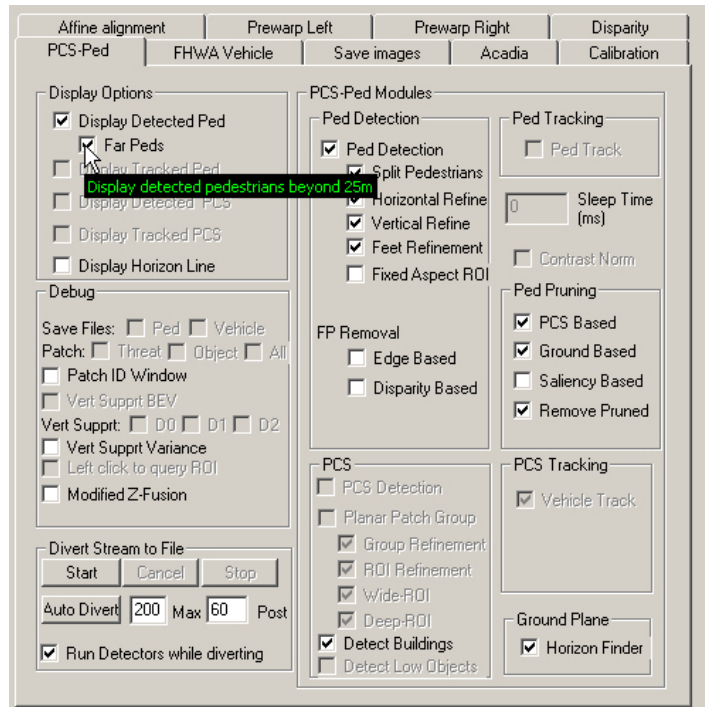 Affine alignment Prewarp Left Prewarp Right Disparity
PCS-Ped FHWA Vehicle Save images Acadia Calibration
Display Options
Display Detected Ped
Far Peds
Display Tracked Ped
Display detected pedestrians beyond 25m
Display Detected PCS
Display Tracked PCS
Display Horizon Line
Debug
Save Files: Ped Vehicle
Patch: Threat Object All
Patch ID Window
Vert Supprt BEV
Vert Supprt: D0 D1 D2
Vert Supprt Variance
Left click to query ROI
Modified Z-Fusion
Divert Stream to File
Start Cancel Stop
Auto Divert 200 Max 60 Post
Run Detectors while diverting
PCS-Ped Modules
Ped Detection
Ped Detection
Split Pedestrians
Horizontal Refine
Vertical Refine
Feet Refinement
Fixed Aspect ROI
FP Removal
Edge Based
Disparity Based
Ped Tracking
Ped Track
0 Sleep Time
(ms)
Contrast Norm
Ped Pruning
PCS Based
Ground Based
Saliency Based
Remove Pruned
PCS
PCS Detection
Planar Patch Group
Group Refinement
ROI Refinement
Wide-ROI
Deep-ROI
Detect Buildings
Detect Low Objects
PCS Tracking
Vehicle Track
Ground Plane
Horizon Finder